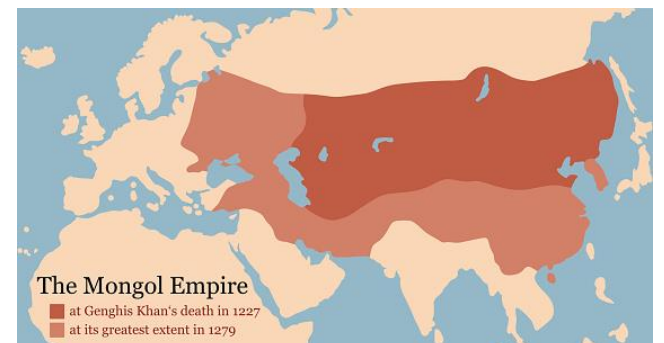 The Mongol Empire
at Genghis Khan's death in 1227
at its greatest extent in 1279